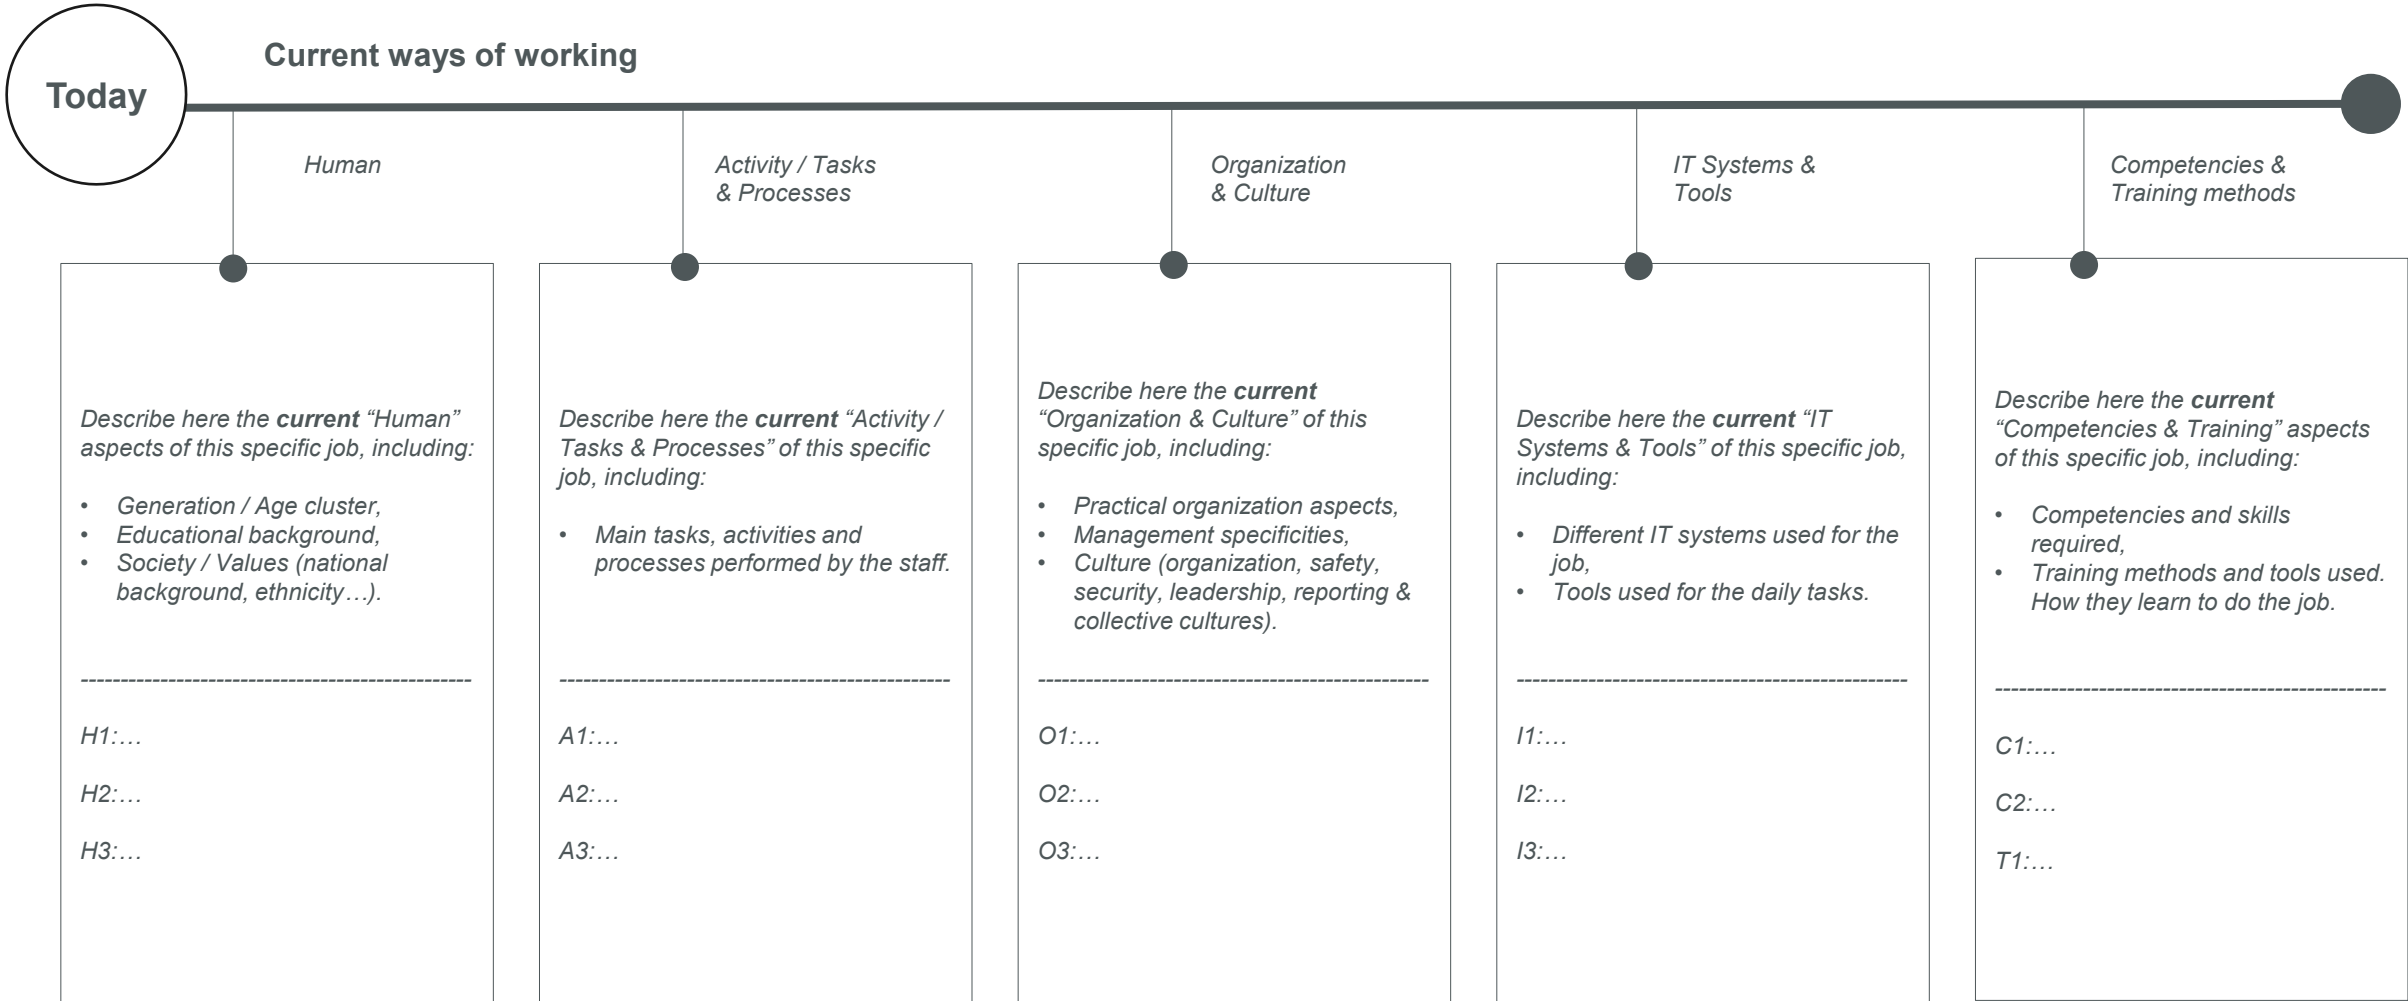 Current ways of working
Today
Human
Activity / Tasks
& Processes
Organization
& Culture
IT Systems &
Tools
Competencies &
Training methods
Describe here the current “Human”
aspects of this specific job, including:
• Generation / Age cluster,
• Educational background,
• Society / Values (national
background, ethnicity…).
-------------------------------------------------
H1:…
H2:…
H3:…
Describe here the current “Activity /
Tasks & Processes” of this specific
job, including:
• Main tasks, activities and
processes performed by the staff.
-------------------------------------------------
A1:…
A2:…
A3:…
Describe here the current
“Organization & Culture” of this
specific job, including:
• Practical organization aspects,
• Management specificities,
• Culture (organization, safety,
security, leadership, reporting &
collective cultures).
-------------------------------------------------
O1:…
O2:…
O3:…
Describe here the current “IT
Systems & Tools” of this specific job,
including:
• Different IT systems used for the
job,
• Tools used for the daily tasks.
-------------------------------------------------
I1:…
I2:…
I3:…
Describe here the current
“Competencies & Training” aspects
of this specific job, including:
• Competencies and skills
required,
• Training methods and tools used.
How they learn to do the job.
-------------------------------------------------
C1:…
C2:…
T1:…